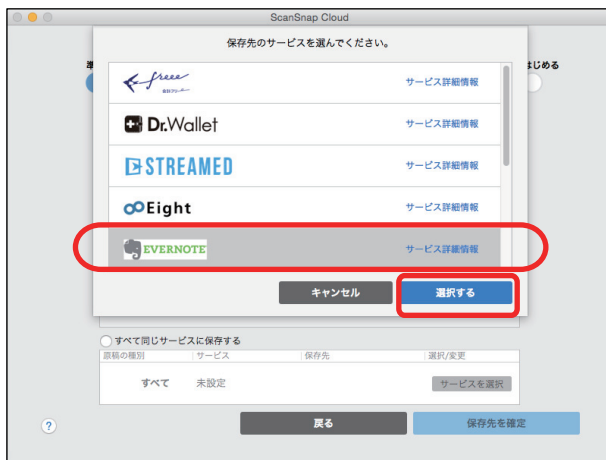 ScanSnap Cloud
保存先のサービスを選んでください。
準
はじめる
freee
サービス詳細情報
Dr.Wallet
サービス詳細情報
STREAMED
サービス詳細情報
Eight
サービス詳細情報
EVERNOTE
サービス詳細情報
キャンセル
選択する
すべて同じサービスに保存する
原稿の種別 サービス 保存先 選択/変更
すべて 未設定 サービスを選択
? 戻る 保存先を確定